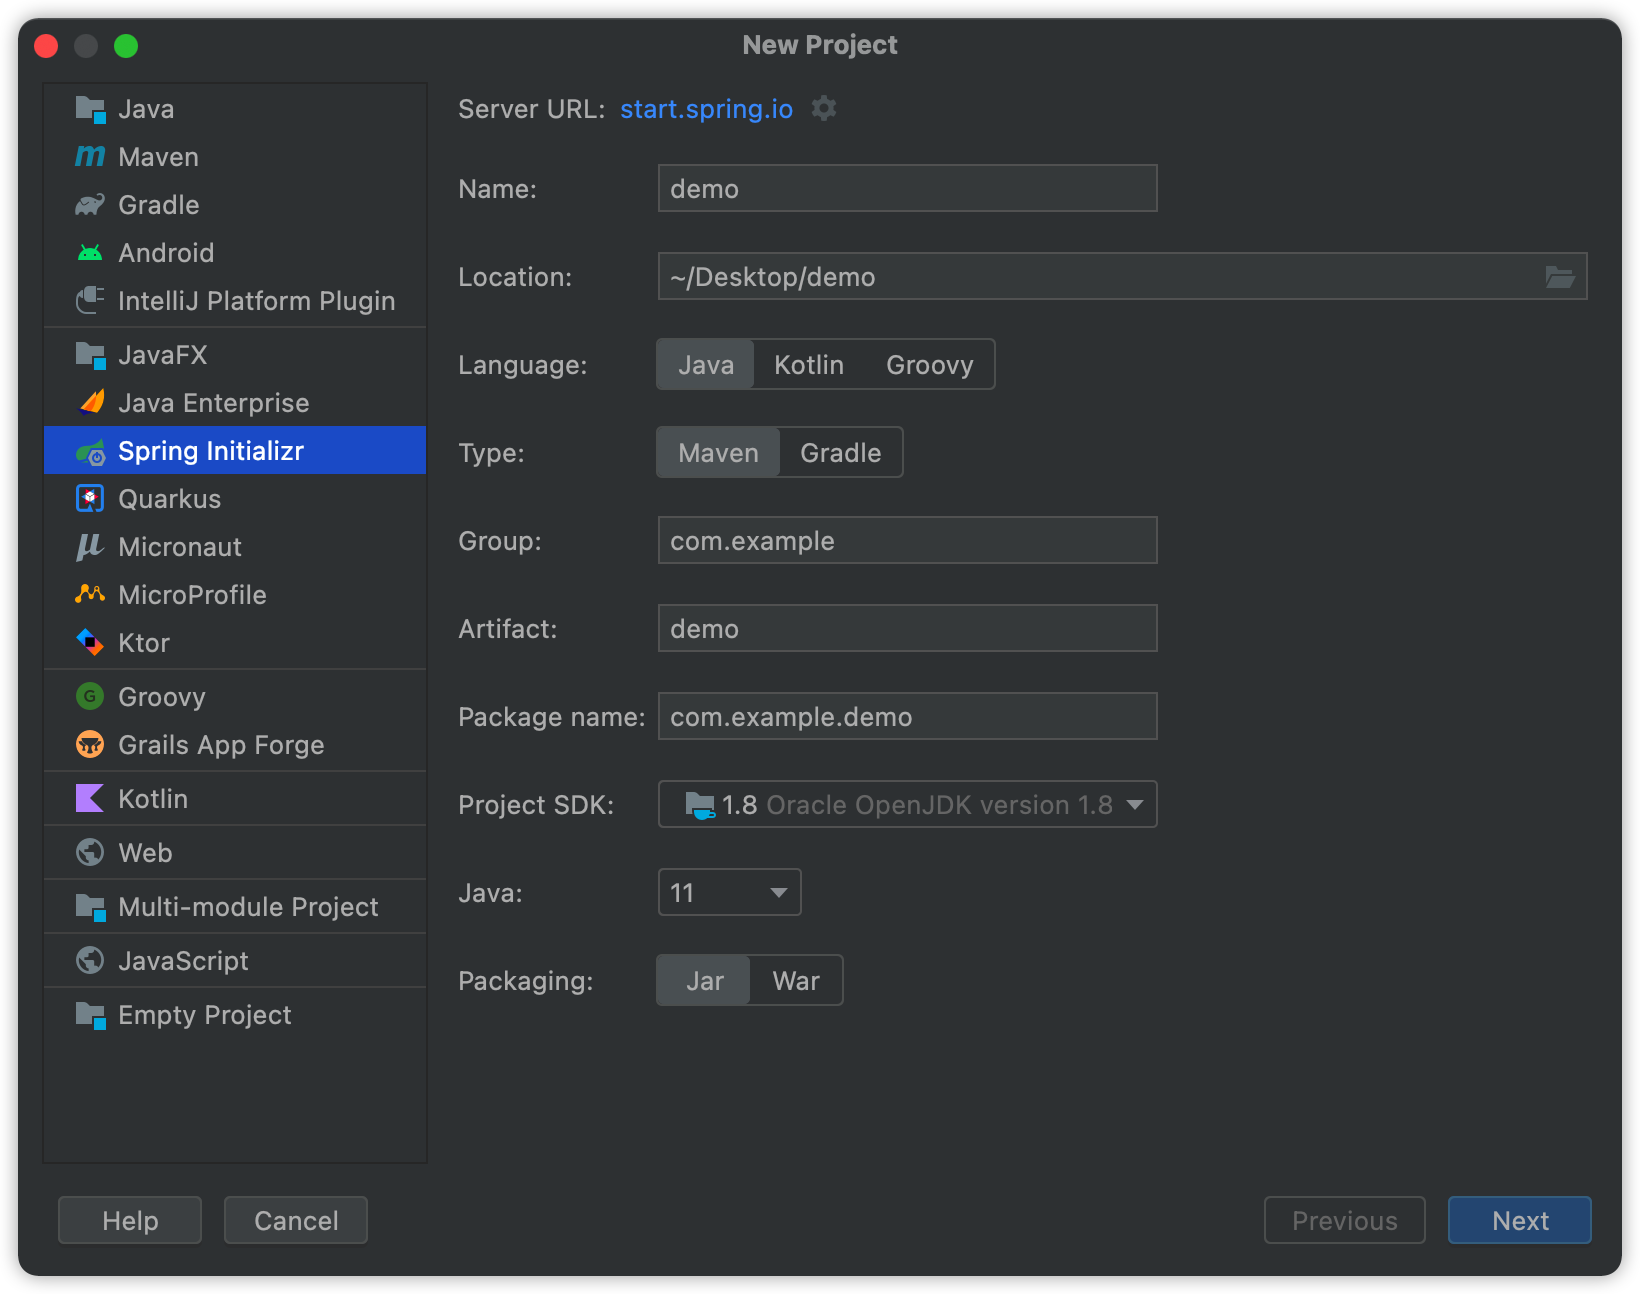 New Project
Java
Maven
Gradle
Android
IntelliJ Platform Plugin
JavaFX
Java Enterprise
Spring Initializr
Quarkus
Micronaut
MicroProfile
Ktor
Groovy
Grails App Forge
Kotlin
Web
Multi-module Project
JavaScript
Empty Project
Server URL: start.spring.io
Name: demo
Location: ~/Desktop/demo
Language: Java Kotlin Groovy
Type: Maven Gradle
Group: com.example
Artifact: demo
Package name: com.example.demo
Project SDK: 1.8 Oracle OpenJDK version 1.8
Java: 11
Packaging: Jar War
Help Cancel Previous Next